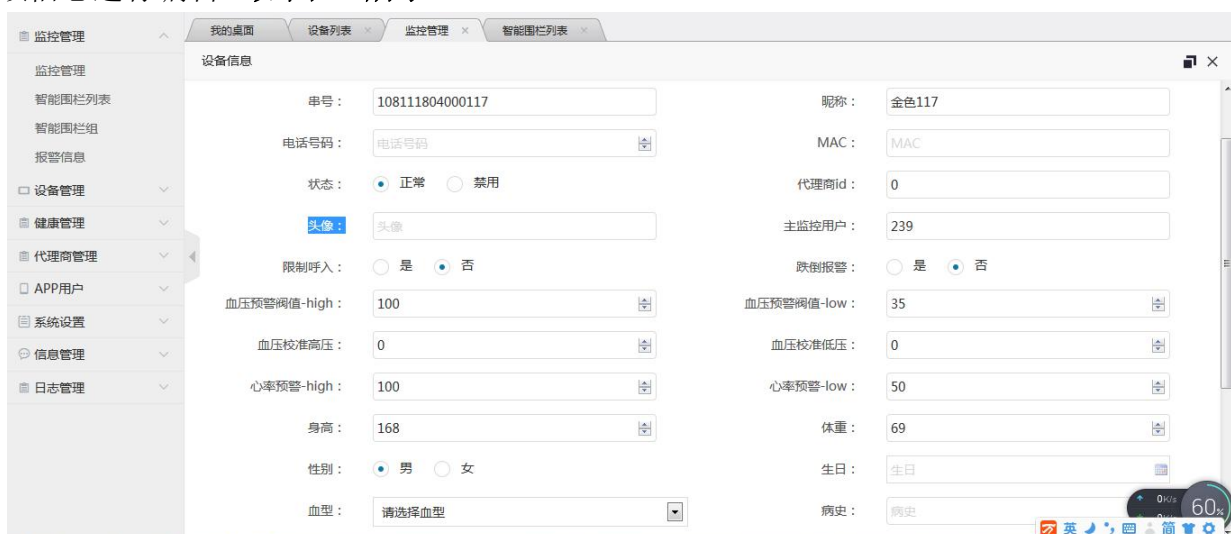 监控管理
监控管理
智能围栏列表
智能围栏组
报警信息
设备管理
健康管理
代理商管理
APP用户
系统设置
信息管理
日志管理
我的桌面 设备列表 × 监控管理 × 智能围栏列表 ×
设备信息
串号： 108111804000117 昵称： 金色117
电话号码： 电话号码 MAC： MAC
状态： 正常 禁用 代理商id： 0
头像： 头像 主监控用户： 239
限制呼入： 是 否 跌倒报警： 是 否
血压预警阀值-high： 100 血压预警阀值-low： 35
血压校准高压： 0 血压校准低压： 0
心率预警-high： 100 心率预警-low： 50
身高： 168 体重： 69
性别： 男 女 生日： 生日
血型： 请选择血型 病史： 病史
0K/s
60%
英 简